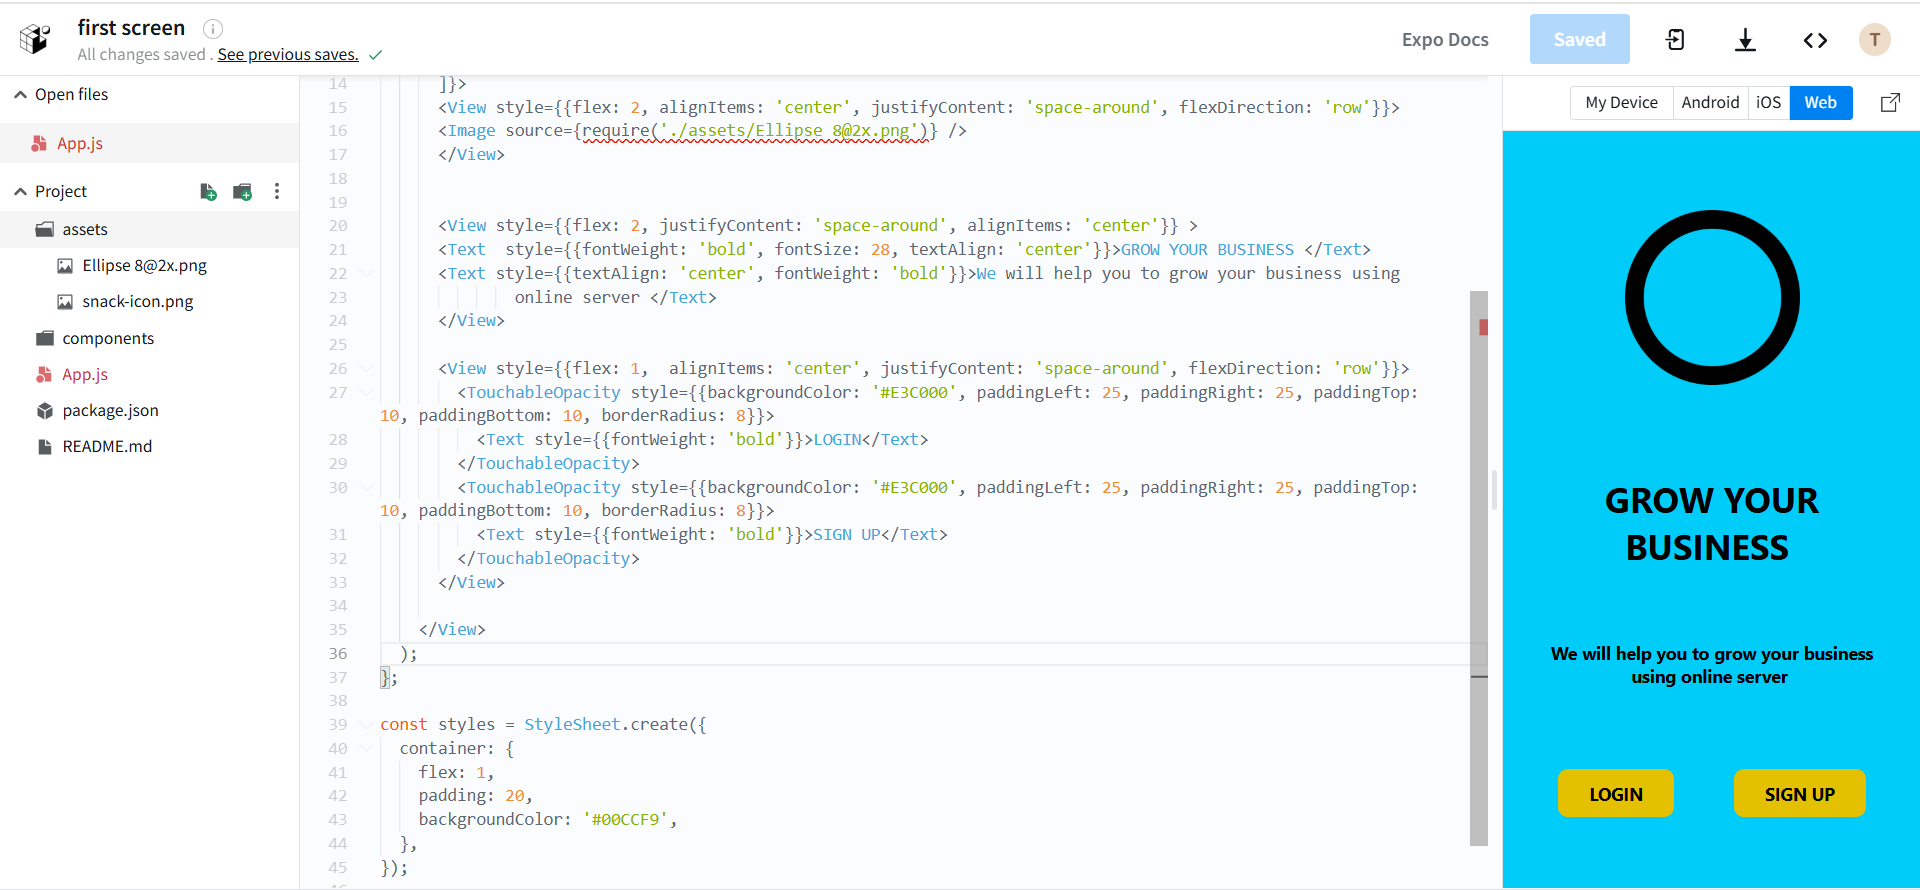 first screen
All changes saved . See previous saves.
Expo Docs
Saved
T
Open files
App.js
Project
assets
Ellipse 8@2x.png
snack-icon.png
components
App.js
package.json
README.md
14 ]}>
15 <View style={{flex: 2, alignItems: 'center', justifyContent: 'space-around', flexDirection: 'row'}}>
16 <Image source={require('./assets/Ellipse 8@2x.png')} />
17 </View>
18
19
20 <View style={{flex: 2, justifyContent: 'space-around', alignItems: 'center'}} >
21 <Text  style={{fontWeight: 'bold', fontSize: 28, textAlign: 'center'}}>GROW YOUR BUSINESS </Text>
22 <Text style={{textAlign: 'center', fontWeight: 'bold'}}>We will help you to grow your business using
23 online server </Text>
24 </View>
25
26 <View style={{flex: 1,  alignItems: 'center', justifyContent: 'space-around', flexDirection: 'row'}}>
27 <TouchableOpacity style={{backgroundColor: '#E3C000', paddingLeft: 25, paddingRight: 25, paddingTop:
10, paddingBottom: 10, borderRadius: 8}}>
28 <Text style={{fontWeight: 'bold'}}>LOGIN</Text>
29 </TouchableOpacity>
30 <TouchableOpacity style={{backgroundColor: '#E3C000', paddingLeft: 25, paddingRight: 25, paddingTop:
10, paddingBottom: 10, borderRadius: 8}}>
31 <Text style={{fontWeight: 'bold'}}>SIGN UP</Text>
32 </TouchableOpacity>
33 </View>
34
35 </View>
36 );
37 };
38
39 const styles = StyleSheet.create({
40 container: {
41 flex: 1,
42 padding: 20,
43 backgroundColor: '#00CCF9',
44 },
45 });
My Device Android iOS Web
GROW YOUR
BUSINESS
We will help you to grow your business
using online server
LOGIN SIGN UP